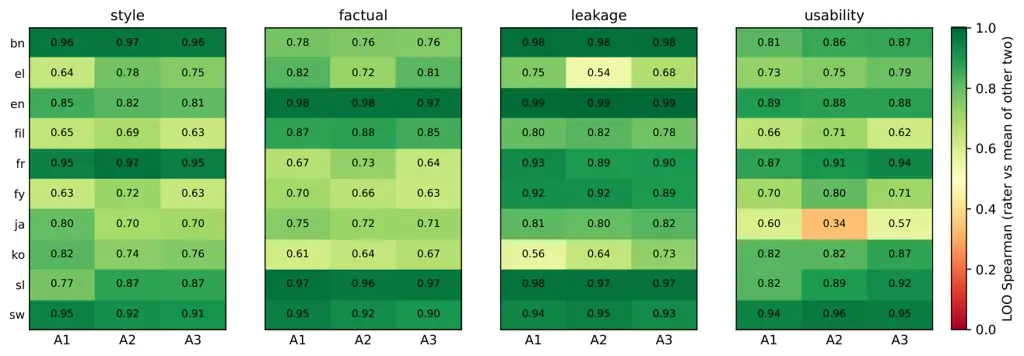 style factual leakage usability
bn 0.96 0.97 0.96 0.78 0.76 0.76 0.98 0.98 0.98 0.81 0.86 0.87
el 0.64 0.78 0.75 0.82 0.72 0.81 0.75 0.54 0.68 0.73 0.75 0.79
en 0.85 0.82 0.81 0.98 0.98 0.97 0.99 0.99 0.99 0.89 0.88 0.88
fil 0.65 0.69 0.63 0.87 0.88 0.85 0.80 0.82 0.78 0.66 0.71 0.62
fr 0.95 0.97 0.95 0.67 0.73 0.64 0.93 0.89 0.90 0.87 0.91 0.94
fy 0.63 0.72 0.63 0.70 0.66 0.63 0.92 0.92 0.89 0.70 0.80 0.71
ja 0.80 0.70 0.70 0.75 0.72 0.71 0.81 0.80 0.82 0.60 0.34 0.57
ko 0.82 0.74 0.76 0.61 0.64 0.67 0.56 0.64 0.73 0.82 0.82 0.87
sl 0.77 0.87 0.87 0.97 0.96 0.97 0.98 0.97 0.97 0.82 0.89 0.92
sw 0.95 0.92 0.91 0.95 0.92 0.90 0.94 0.95 0.93 0.94 0.96 0.95
A1 A2 A3 A1 A2 A3 A1 A2 A3 A1 A2 A3
1.0
0.8
0.6
0.4
0.2
0.0
LOO Spearman (rater vs mean of other two)